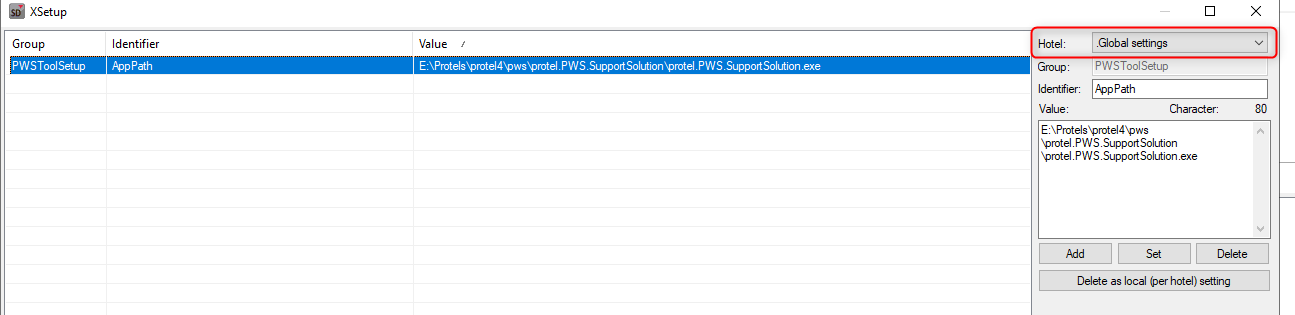 SD XSetup
Group Identifier Value
PWSToolSetup AppPath E:\Protels\protel4\pws\protel.PWS.SupportSolution\protel.PWS.SupportSolution.exe
Hotel: .Global settings
Group: PWSToolSetup
Identifier: AppPath
Value: Character: 80
E:\Protels\protel4\pws
\protel.PWS.SupportSolution
\protel.PWS.SupportSolution.exe
Add Set Delete
Delete as local (per hotel) setting